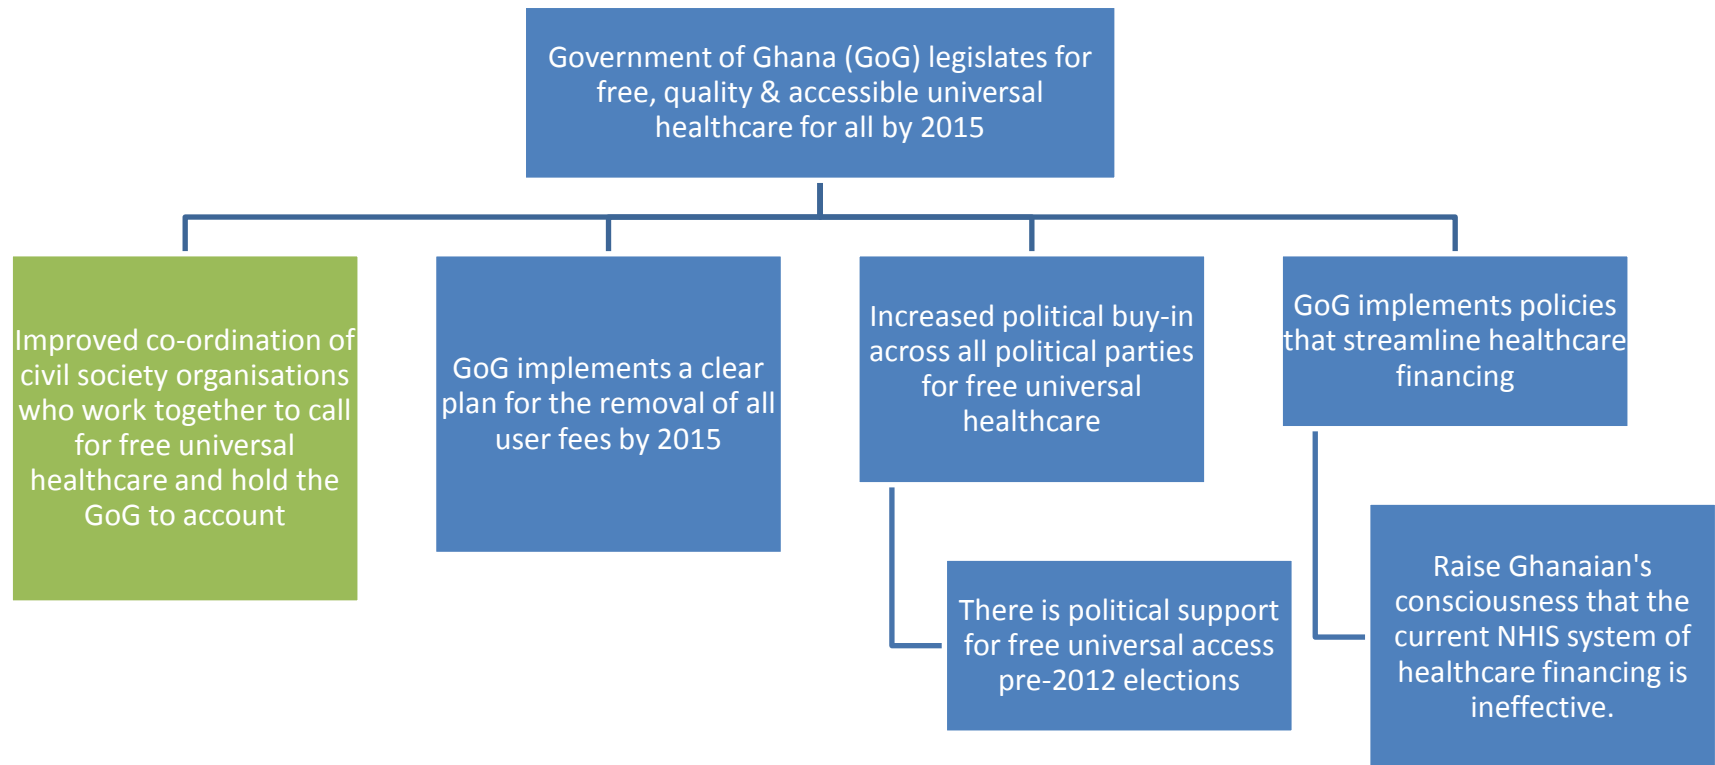 Government of Ghana (GoG) legislates for
free, quality & accessible universal
healthcare for all by 2015
Improved co-ordination of
civil society organisations
who work together to call
for free universal
healthcare and hold the
GoG to account
GoG implements a clear
plan for the removal of all
user fees by 2015
Increased political buy-in
across all political parties
for free universal
healthcare
GoG implements policies
that streamline healthcare
financing
There is political support
for free universal access
pre-2012 elections
Raise Ghanaian's
consciousness that the
current NHIS system of
healthcare financing is
ineffective.